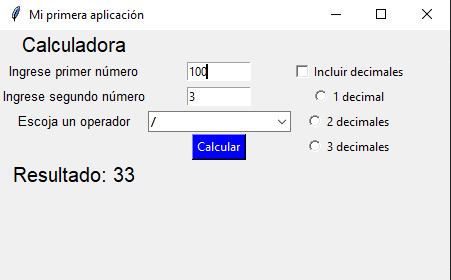 Mi primera aplicación
Calculadora
Ingrese primer número 100 Incluir decimales
Ingrese segundo número 3 1 decimal
Escoja un operador / 2 decimales
Calcular 3 decimales
Resultado: 33